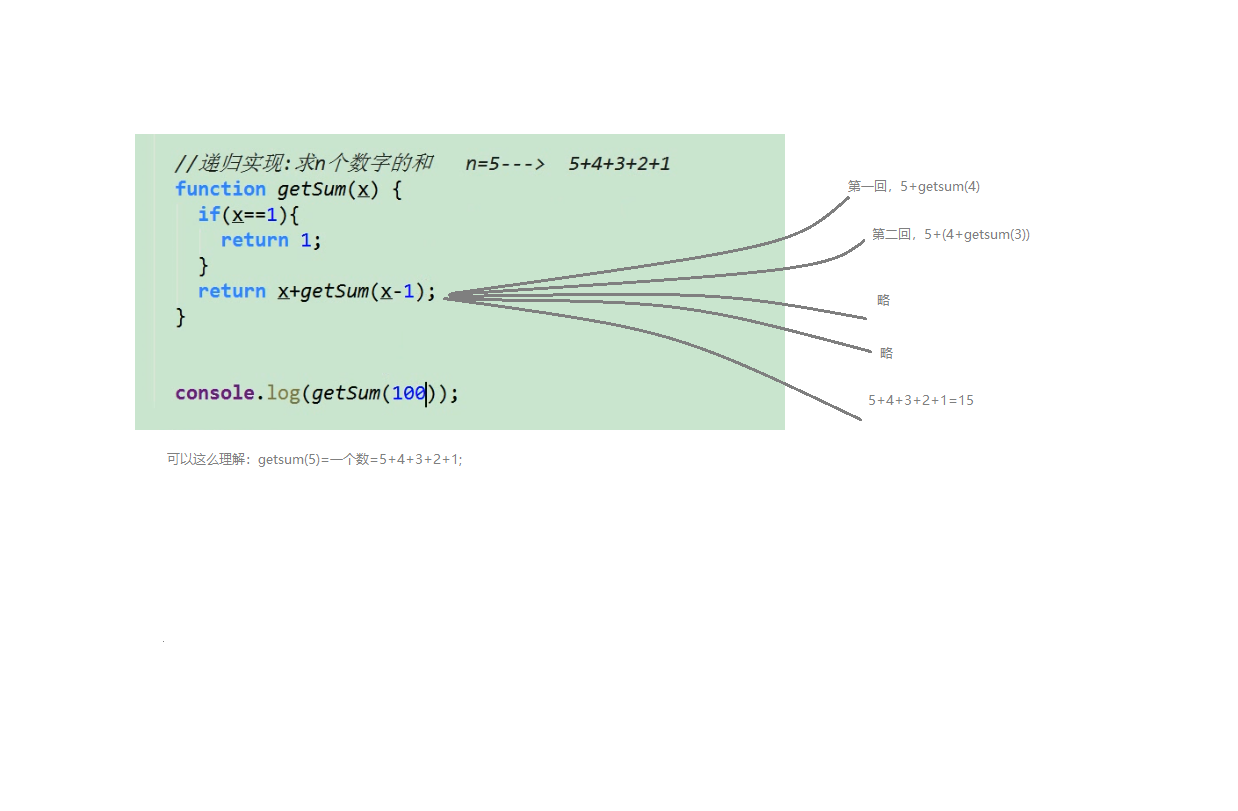 //递归实现:求n个数字的和   n=5--->  5+4+3+2+1
function getSum(x) {
  if(x==1){
    return 1;
  }
  return x+getSum(x-1);
}
console.log(getSum(100));
第一回，5+getsum(4)
第二回，5+(4+getsum(3))
略
略
5+4+3+2+1=15
可以这么理解：getsum(5)=一个数=5+4+3+2+1;